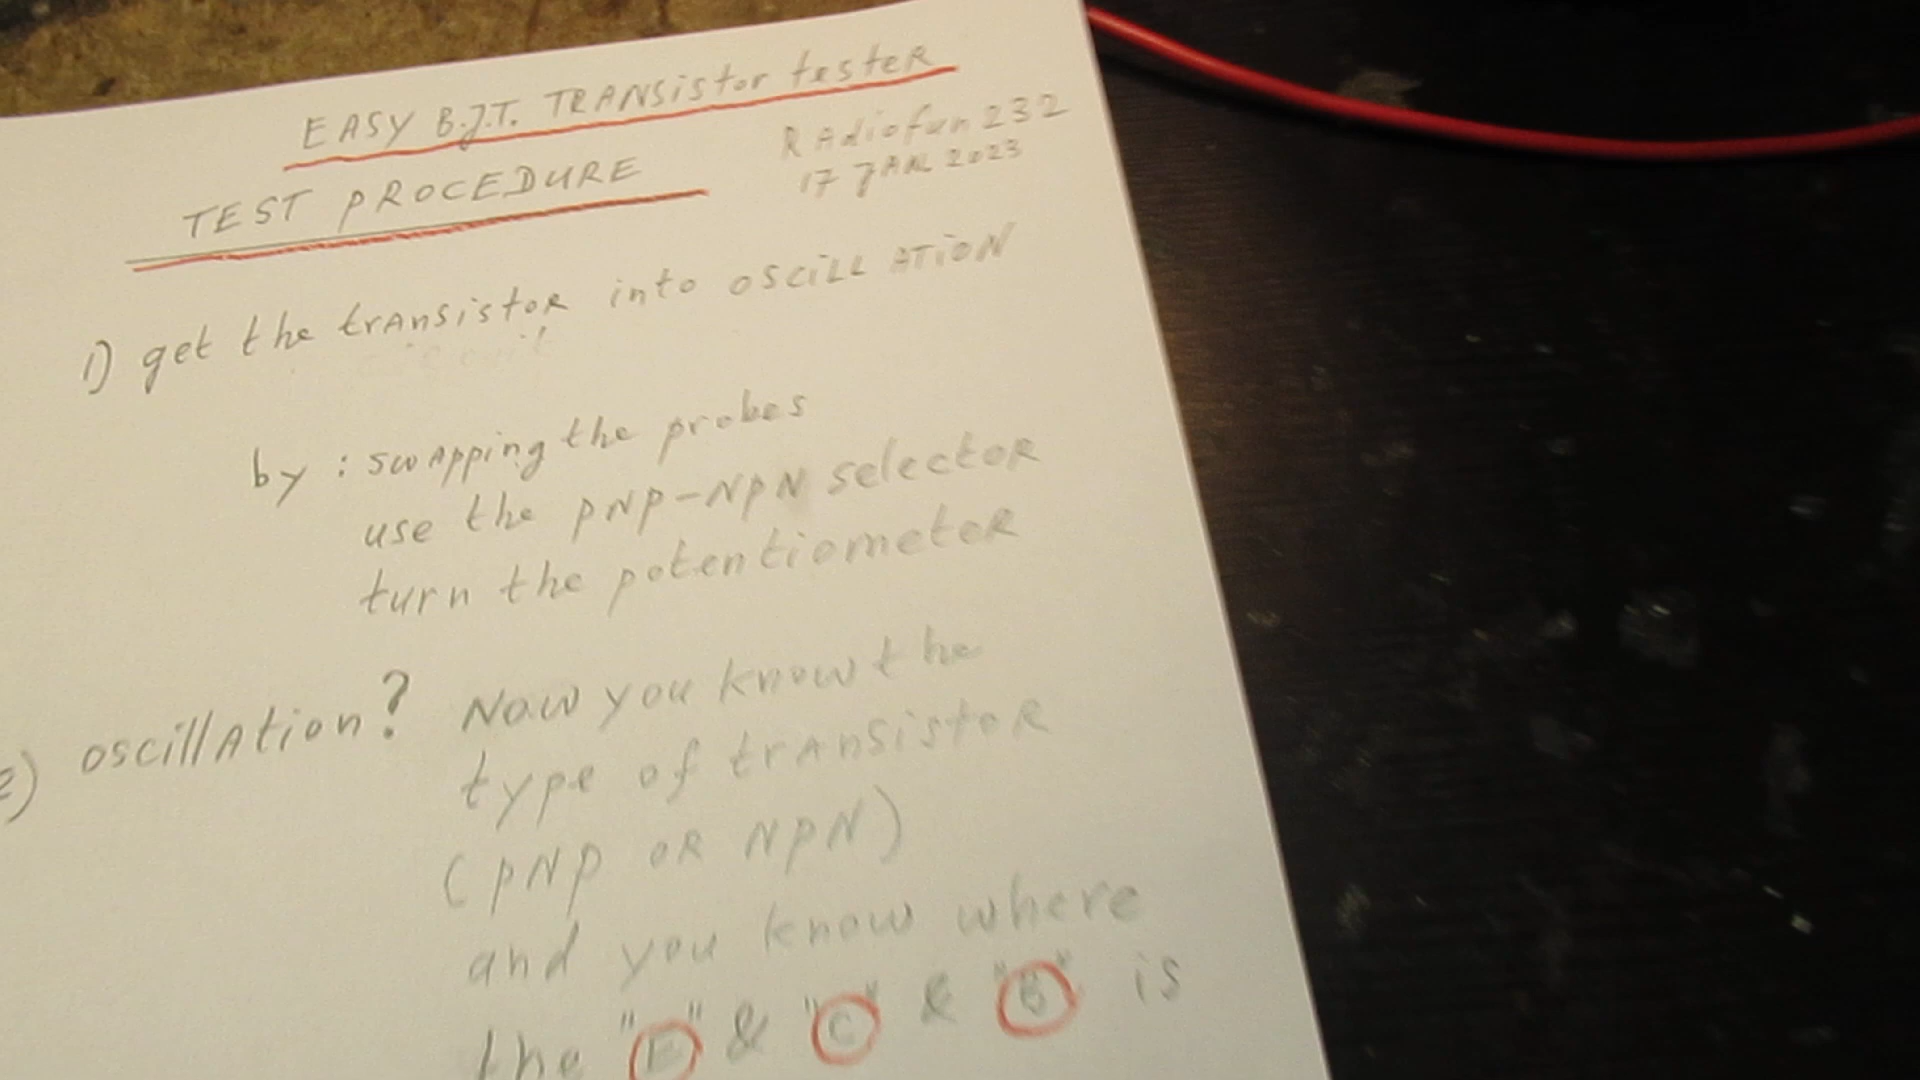 EASY B.J.T. TRANSistor testeR
TEST PROCEDURE
RAdiofun232
17 JAN 2023
1) get the trAnsistoR into OSCiLLATiON
by : swApping the probes
use the PNP-NPN selectoR
turn the potentiometeR
2) oscillAtion? Now you know the
type of trAnsistoR
(PNP OR NPN)
and you know where
the "E" & "C" & "B" is